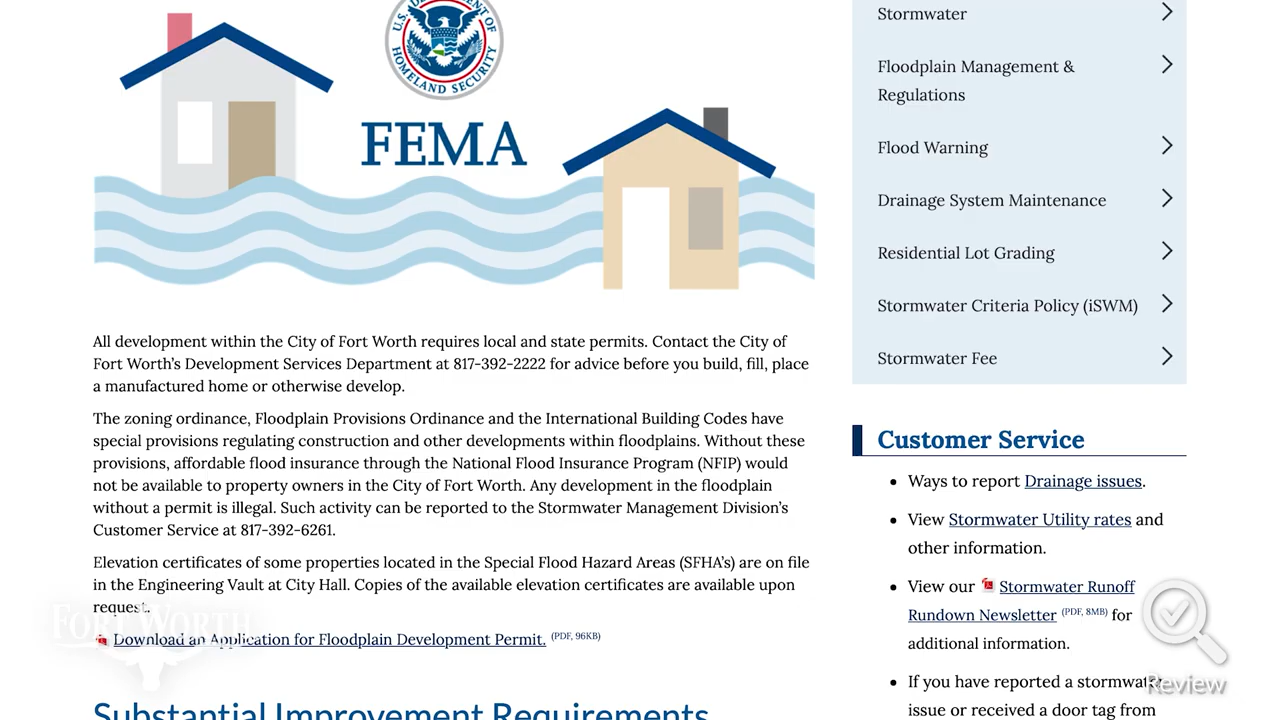 U.S. DEPARTMENT OF
HOMELAND SECURITY
FEMA
All development within the City of Fort Worth requires local and state permits. Contact the City of
Fort Worth's Development Services Department at 817-392-2222 for advice before you build, fill, place
a manufactured home or otherwise develop.
The zoning ordinance, Floodplain Provisions Ordinance and the International Building Codes have
special provisions regulating construction and other developments within floodplains. Without these
provisions, affordable flood insurance through the National Flood Insurance Program (NFIP) would
not be available to property owners in the City of Fort Worth. Any development in the floodplain
without a permit is illegal. Such activity can be reported to the Stormwater Management Division's
Customer Service at 817-392-6261.
Elevation certificates of some properties located in the Special Flood Hazard Areas (SFHA's) are on file
in the Engineering Vault at City Hall. Copies of the available elevation certificates are available upon
request.
Download an Application for Floodplain Development Permit. (PDF, 96KB)
Substantial Improvement Requirements
FORT WORTH
Stormwater
Floodplain Management &
Regulations
Flood Warning
Drainage System Maintenance
Residential Lot Grading
Stormwater Criteria Policy (iSWM)
Stormwater Fee
Customer Service
• Ways to report Drainage issues.
• View Stormwater Utility rates and
other information.
• View our Stormwater Runoff
Rundown Newsletter (PDF, 8MB) for
additional information.
• If you have reported a stormwater
issue or received a door tag from
Review